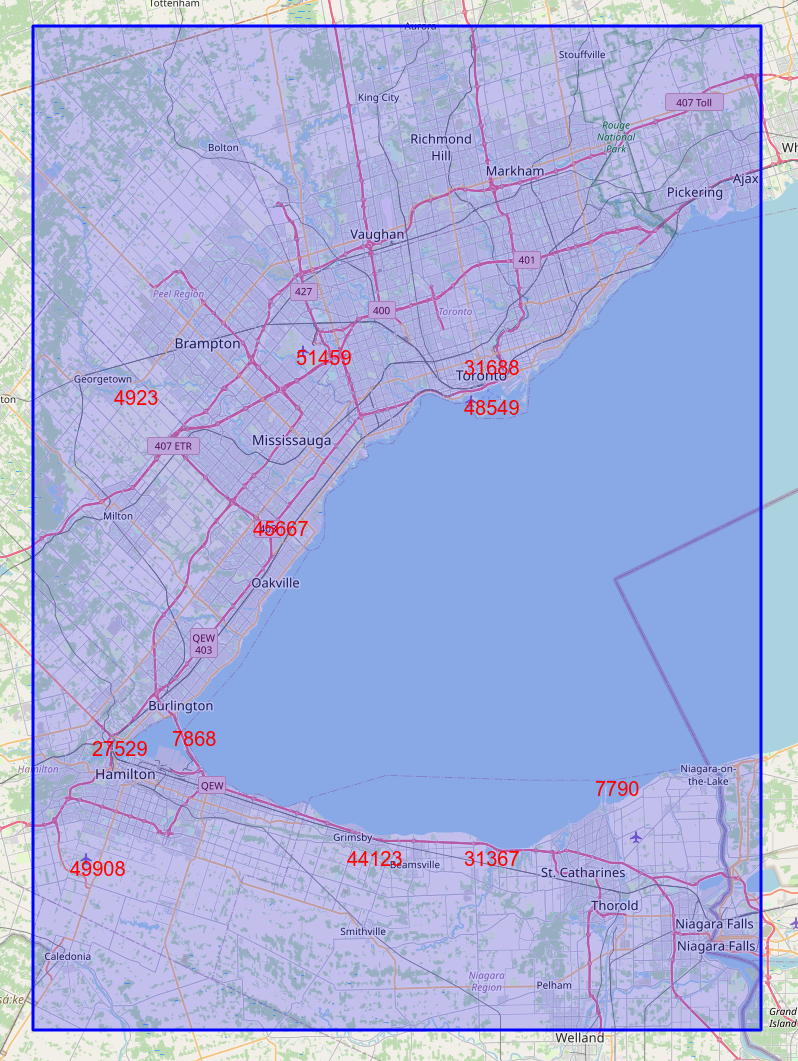 Tottenham
Aurora
Stouffville
King City
407 Toll
Rouge
National
Park
Richmond
Hill
Bolton
Markham
Wh
Ajax
Pickering
Vaughan
401
Peel Region
427
400
Toronto
Brampton
51459
31688
Toronto
Georgetown
4923
ton
48549
Mississauga
407 ETR
Milton
45667
Oakville
QEW
403
Burlington
7868
27529
Hamilton
Hamilton
Niagara-on-
the-Lake
QEW
7790
Grimsby
44123
Beamsville
31367
49908
St. Catharines
Thorold
Niagara Falls
Smithville
Niagara Falls
Caledonia
Niagara
Region
Pelham
Grand
Island
Welland